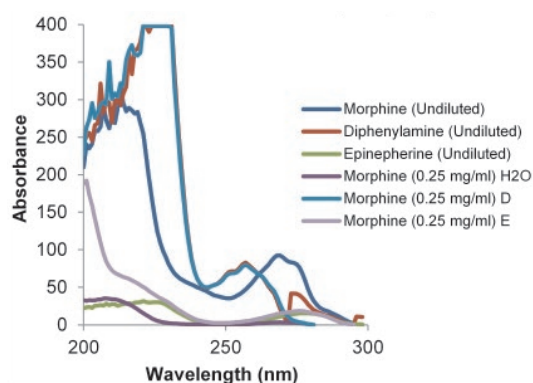 400
350
300
250
200
150
100
50
0
Absorbance
200
250
300
Wavelength (nm)
Morphine (Undiluted)
Diphenylamine (Undiluted)
Epinepherine (Undiluted)
Morphine (0.25 mg/ml) H2O
Morphine (0.25 mg/ml) D
Morphine (0.25 mg/ml) E